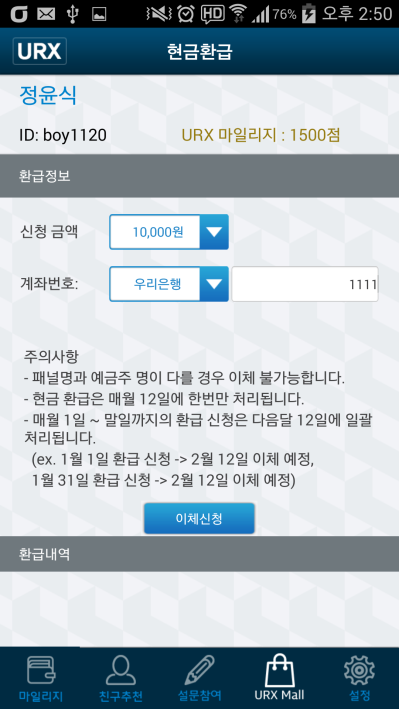 76% 오후 2:50
URX 현금환급
정윤식
ID: boy1120 URX 마일리지 : 1500점
환급정보
신청 금액 10,000원
계좌번호: 우리은행 1111
주의사항
- 패널명과 예금주 명이 다를 경우 이체 불가능합니다.
- 현금 환급은 매월 12일에 한번만 처리됩니다.
- 매월 1일 ~ 말일까지의 환급 신청은 다음달 12일에 일괄
처리됩니다.
(ex. 1월 1일 환급 신청 -> 2월 12일 이체 예정,
1월 31일 환급 신청 -> 2월 12일 이체 예정)
이체신청
환급내역
마일리지 친구추천 설문참여 URX Mall 설정